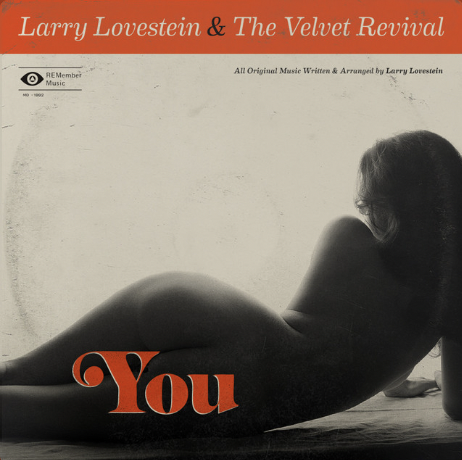 Larry Lovestein & The Velvet Revival
REMember
Music
All Original Music Written & Arranged by Larry Lovestein
You